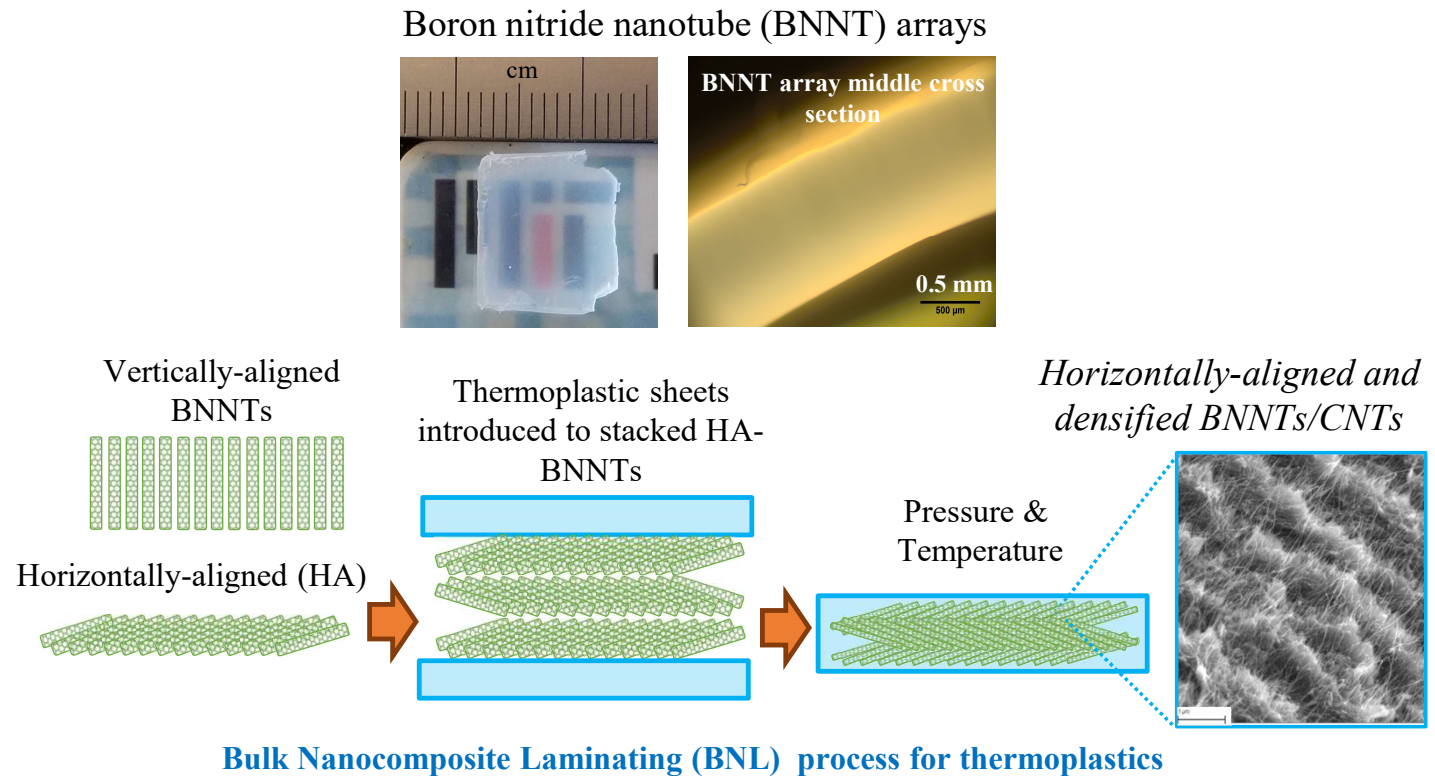 Boron nitride nanotube (BNNT) arrays
cm
BNNT array middle cross
section
0.5 mm
500 µm
Vertically-aligned
BNNTs
Horizontally-aligned (HA)
Thermoplastic sheets
introduced to stacked HA-
BNNTs
Pressure &
Temperature
Horizontally-aligned and
densified BNNTs/CNTs
1 µm
Bulk Nanocomposite Laminating (BNL) process for thermoplastics